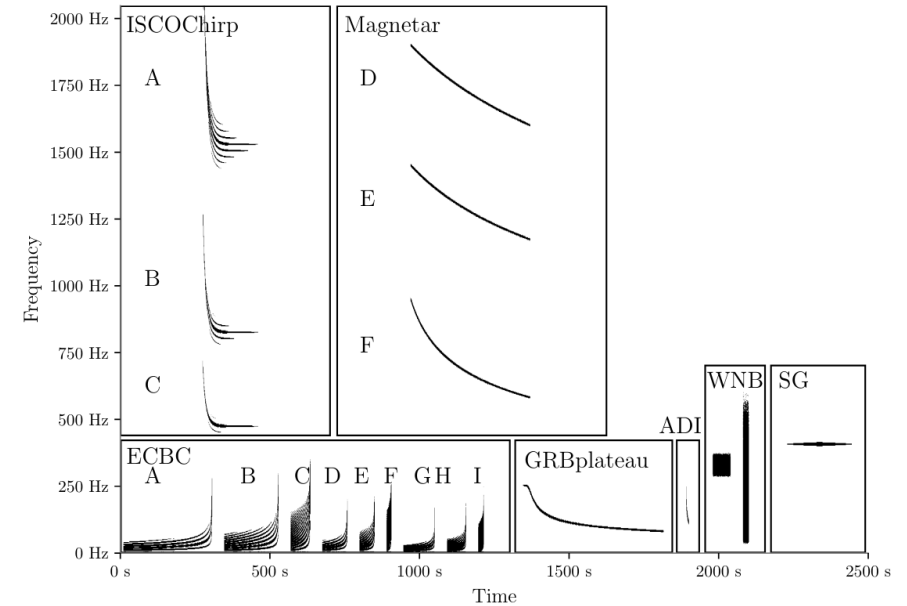 2000 Hz
1750 Hz
1500 Hz
1250 Hz
1000 Hz
750 Hz
500 Hz
250 Hz
0 Hz
Frequency
ISCOChirp
A
B
C
Magnetar
D
E
F
ECBC
A B C D E F G H I
GRBplateau
ADI
WNB
SG
0 s 500 s 1000 s 1500 s 2000 s 2500 s
Time